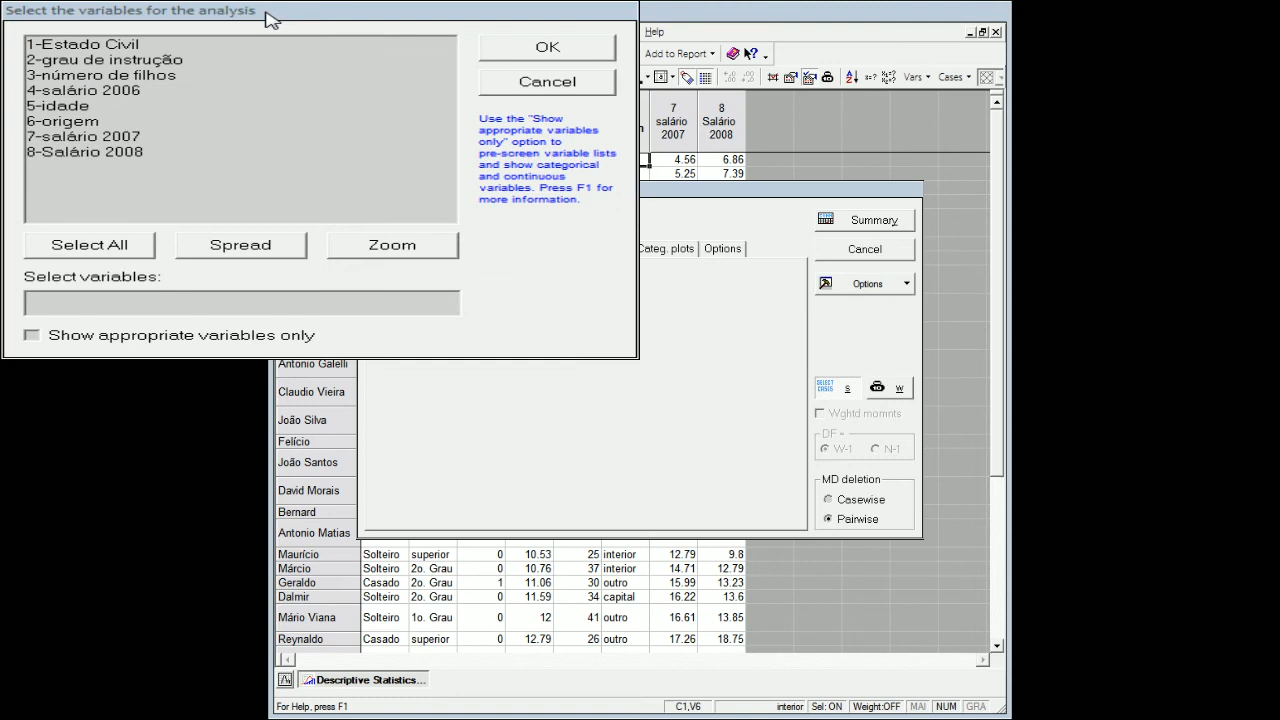 Select the variables for the analysis
1-Estado Civil
2-grau de instrução
3-número de filhos
4-salário 2006
5-idade
6-origem
7-salário 2007
8-Salário 2008
OK
Cancel
Use the "Show
appropriate variables
only" option to
pre-screen variable lists
and show categorical
and continuous
variables. Press F1 for
more information.
Select All
Spread
Zoom
Select variables:
Show appropriate variables only
Help
Add to Report
Vars
Cases
7
salário
2007
8
Salário
2008
4.56 6.86
5.25 7.39
Categ. plots
Options
Summary
Cancel
Options
SELECT
CASES
S
W
Wghtd momnts
DF =
W-1
N-1
MD deletion
Casewise
Pairwise
Antonio Galelli
Claudio Vieira
João Silva
Felício
João Santos
David Morais
Bernard
Antonio Matias
Maurício Solteiro superior 0 10.53 25 interior 12.79 9.8
Márcio Solteiro 2o. Grau 0 10.76 37 interior 14.71 12.79
Geraldo Casado 2o. Grau 1 11.06 30 outro 15.99 13.23
Dalmir Solteiro 2o. Grau 0 11.59 34 capital 16.22 13.6
Mário Viana Solteiro 1o. Grau 0 12 41 outro 16.61 13.85
Reynaldo Casado superior 0 12.79 26 outro 17.26 18.75
Descriptive Statistics...
For Help, press F1
C1,V6
interior
Sel: ON
Weight:OFF
MAI
NUM
GRA